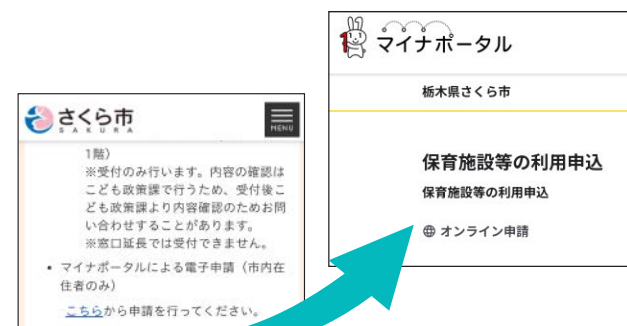 さくら市
SAKURA
MENU
1階)
※受付のみ行います。内容の確認は
こども政策課で行うため、受付後こ
ども政策課より内容確認のためお問
い合わせすることがあります。
※窓口延長では受付できません。
• マイナポータルによる電子申請（市内在
住者のみ）
こちらから申請を行ってください。
マイナポータル
栃木県さくら市
保育施設等の利用申込
保育施設等の利用申込
オンライン申請